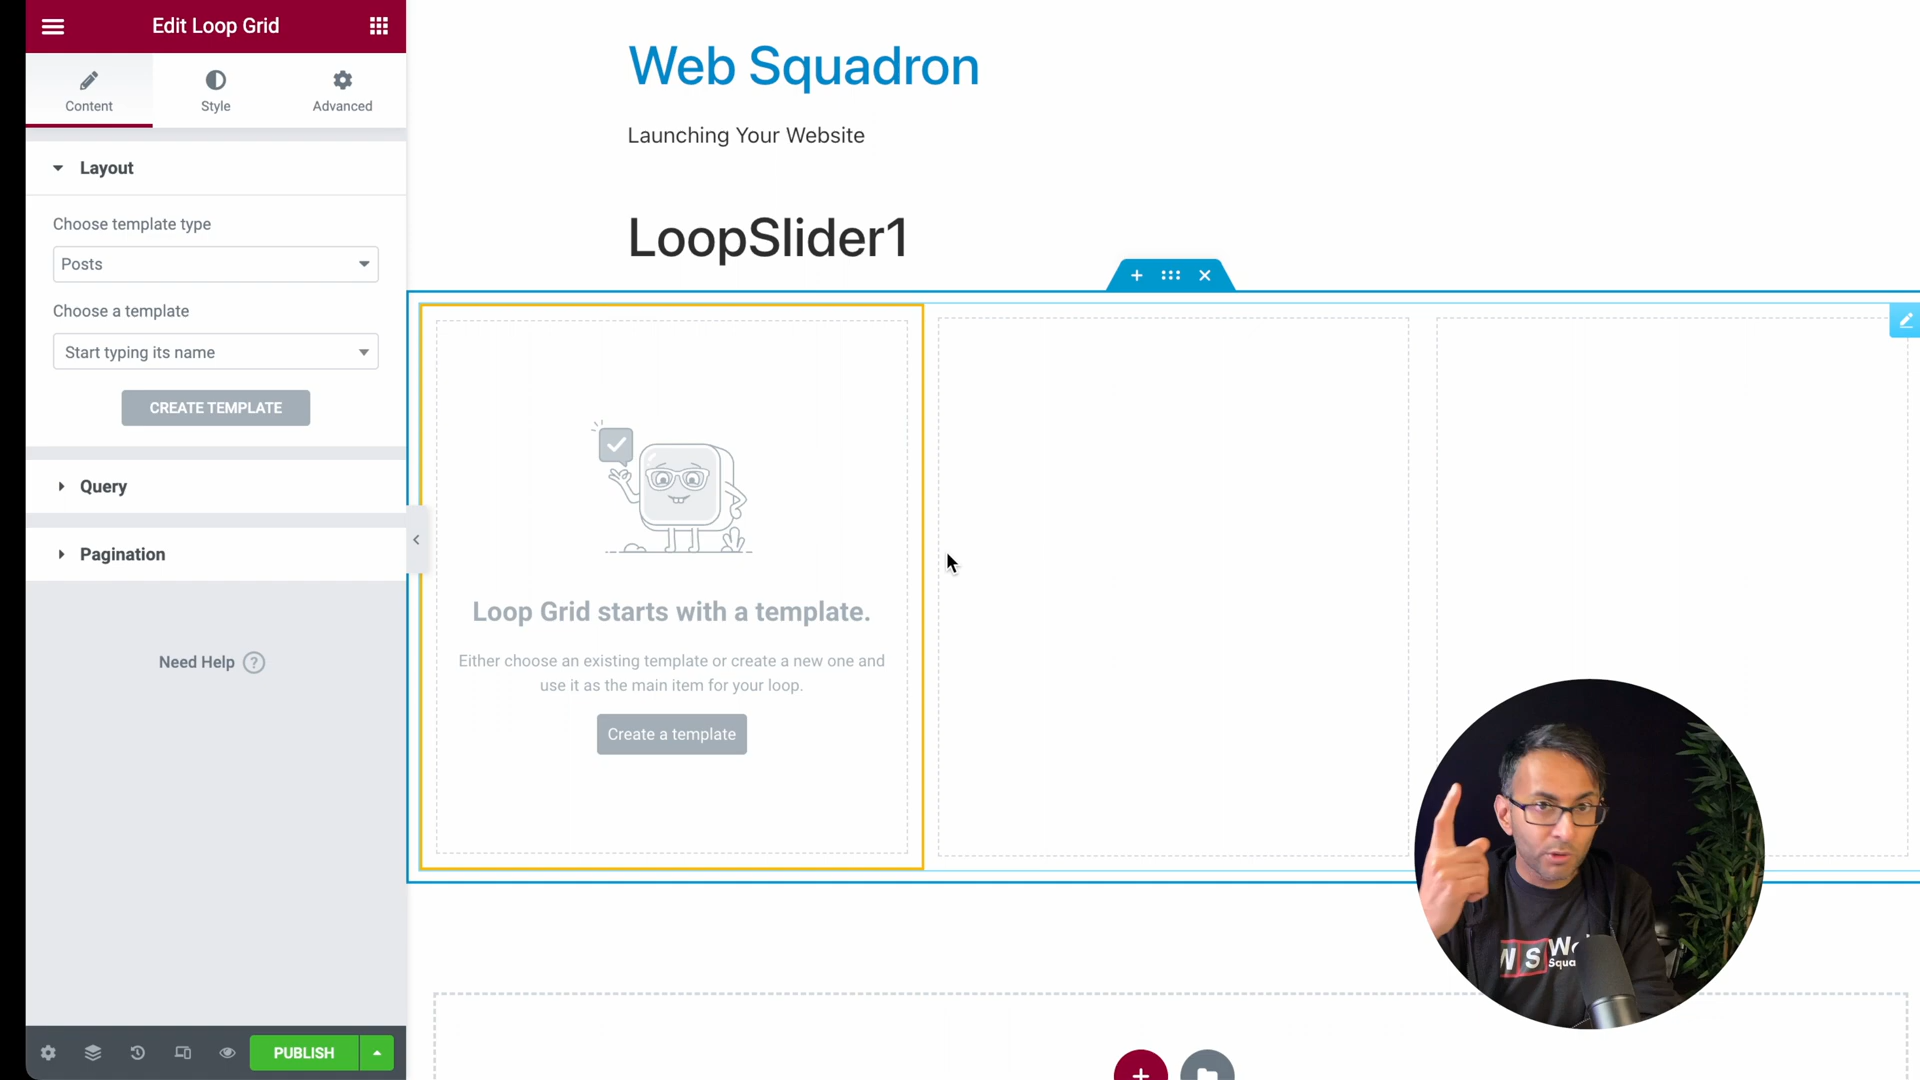 Edit Loop Grid
Content
Style
Advanced
Layout
Choose template type
Posts
Choose a template
Start typing its name
CREATE TEMPLATE
Query
Pagination
Need Help ?
PUBLISH
Web Squadron
Launching Your Website
LoopSlider1
Loop Grid starts with a template.
Either choose an existing template or create a new one and
use it as the main item for your loop.
Create a template
WS
Squa